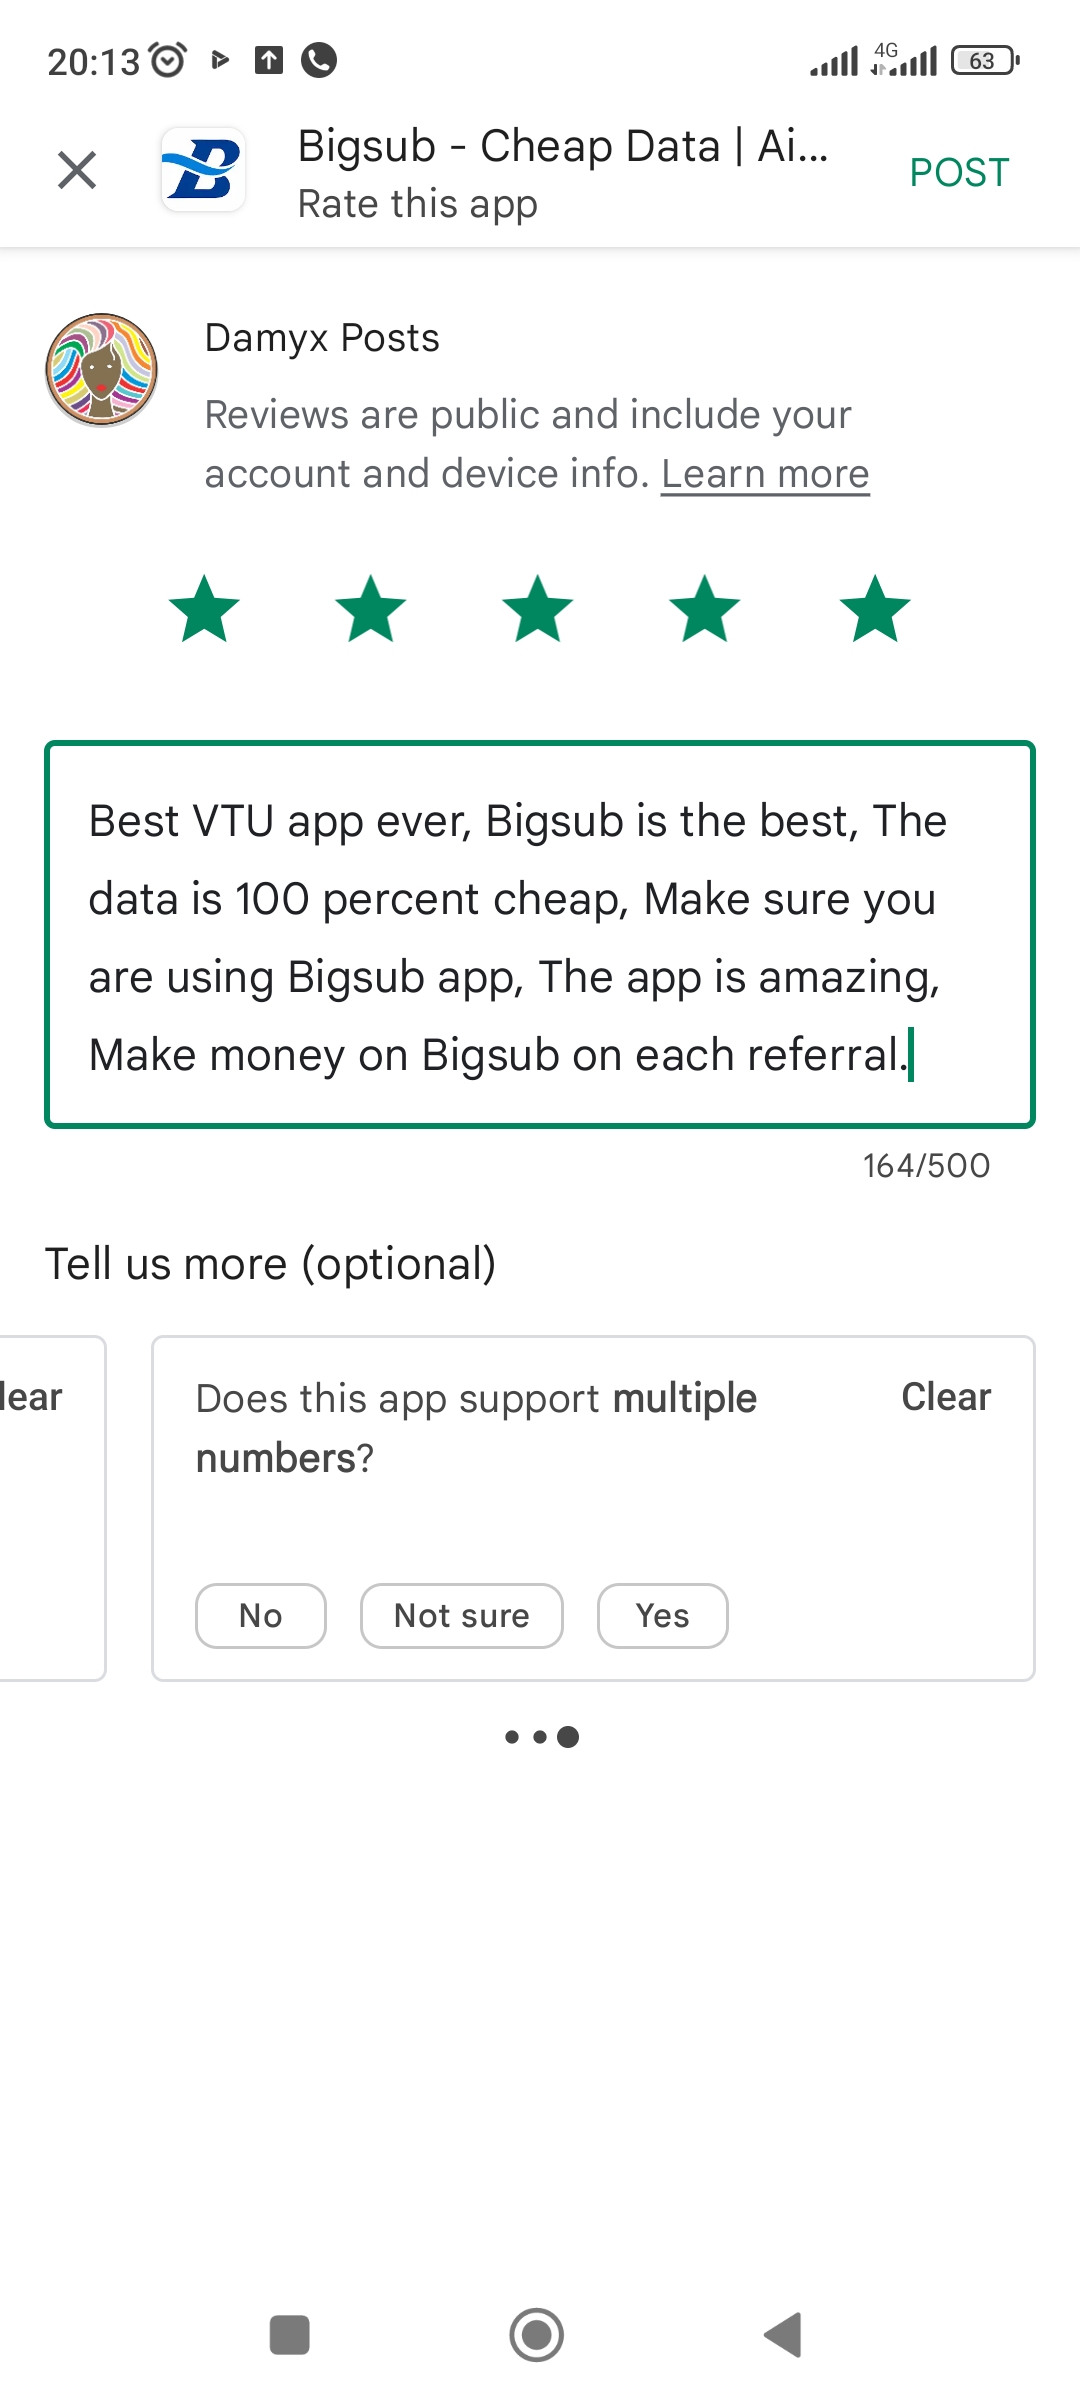 20:13
4G
63
Bigsub - Cheap Data | Ai...
Rate this app
POST
Damyx Posts
Reviews are public and include your
account and device info. Learn more
Best VTU app ever, Bigsub is the best, The
data is 100 percent cheap, Make sure you
are using Bigsub app, The app is amazing,
Make money on Bigsub on each referral.
164/500
Tell us more (optional)
lear
Does this app support multiple
numbers?
Clear
No
Not sure
Yes